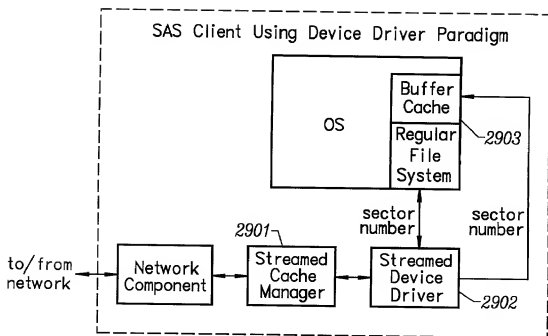 SAS Client Using Device Driver Paradigm
OS
Buffer
Cache
Regular
File
System
2903
sector
number
sector
number
2901
to/from
network
Network
Component
Streamed
Cache
Manager
Streamed
Device
Driver
2902